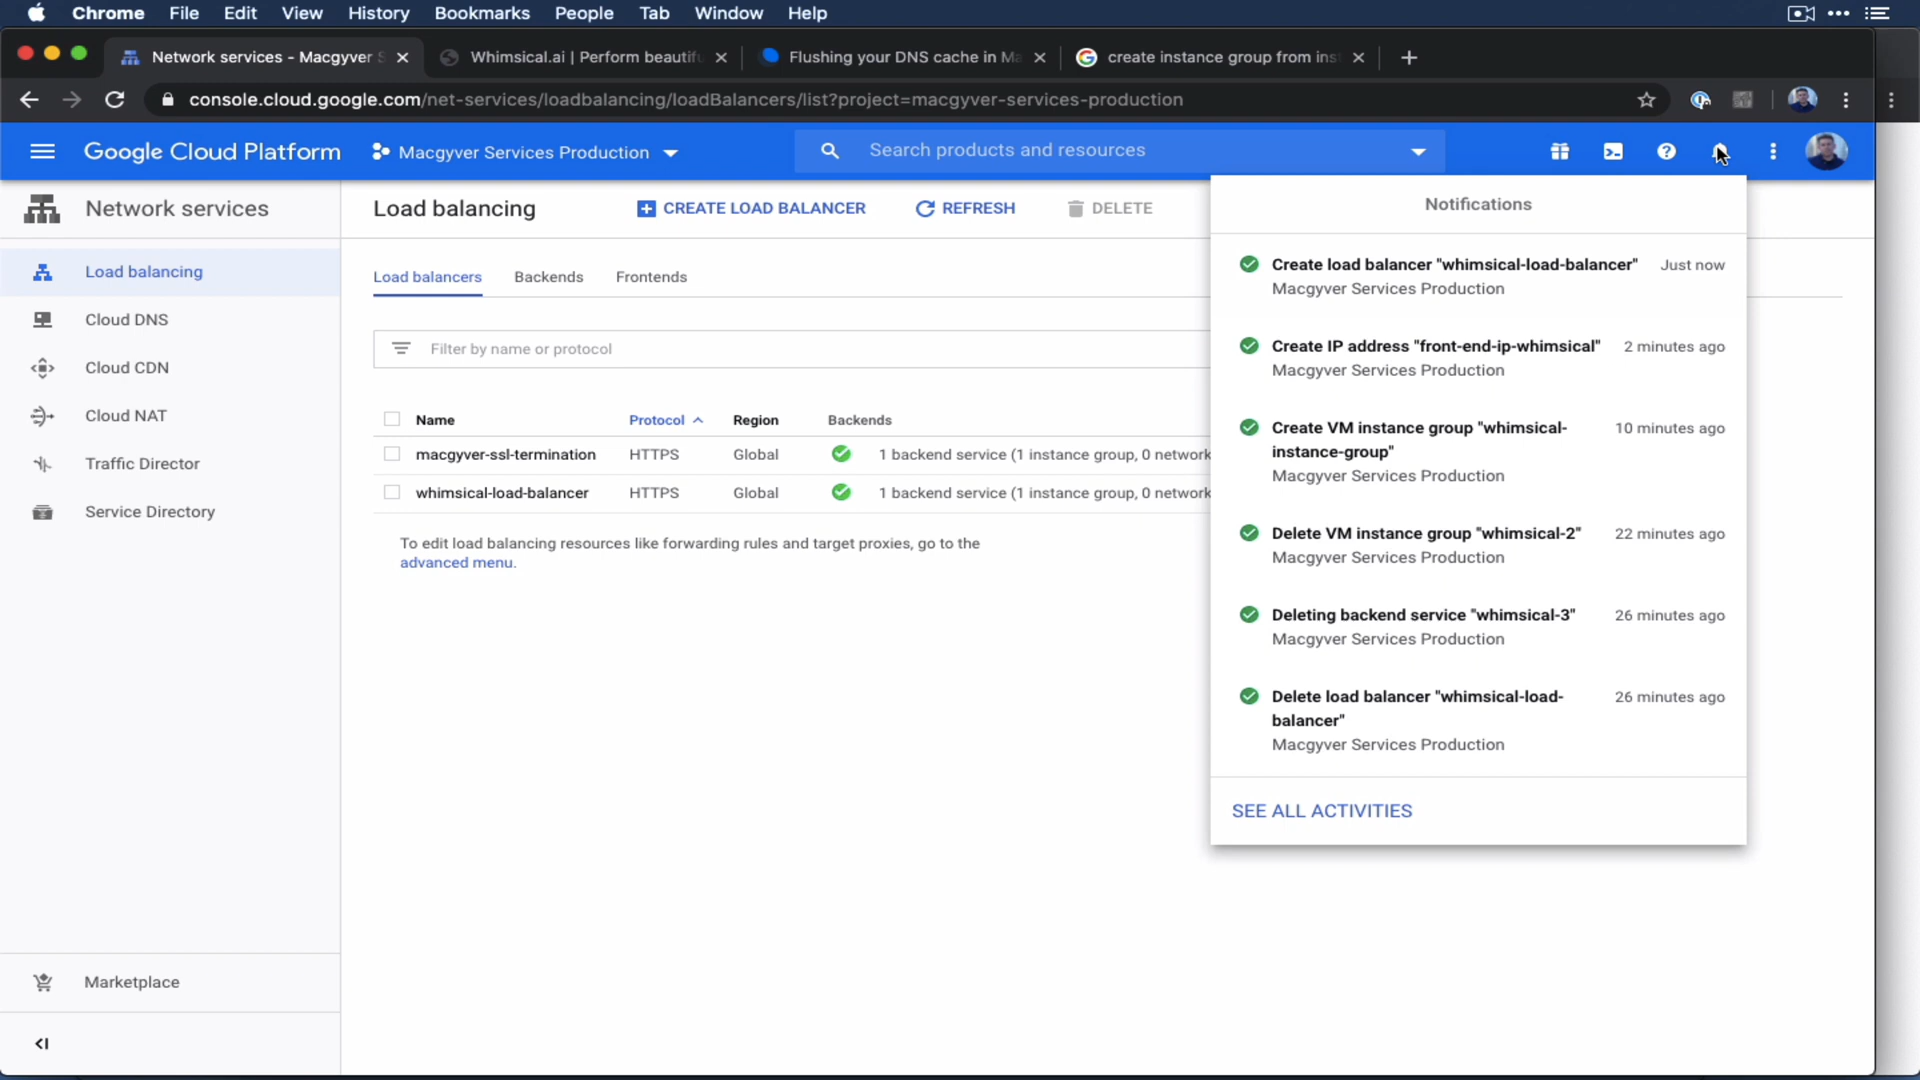 Chrome File Edit View History Bookmarks People Tab Window Help
Network services - Macgyver S
Whimsical.ai | Perform beautifu
Flushing your DNS cache in Ma
create instance group from ins
console.cloud.google.com/net-services/loadbalancing/loadBalancers/list?project=macgyver-services-production
Google Cloud Platform
Macgyver Services Production
Search products and resources
Network services
Load balancing
CREATE LOAD BALANCER
REFRESH
DELETE
Load balancing
Cloud DNS
Cloud CDN
Cloud NAT
Traffic Director
Service Directory
Marketplace
Load balancers Backends Frontends
Filter by name or protocol
Name Protocol Region Backends
macgyver-ssl-termination HTTPS Global 1 backend service (1 instance group, 0 network
whimsical-load-balancer HTTPS Global 1 backend service (1 instance group, 0 network
To edit load balancing resources like forwarding rules and target proxies, go to the
advanced menu.
Notifications
Create load balancer "whimsical-load-balancer" Just now
Macgyver Services Production
Create IP address "front-end-ip-whimsical" 2 minutes ago
Macgyver Services Production
Create VM instance group "whimsical- 10 minutes ago
instance-group"
Macgyver Services Production
Delete VM instance group "whimsical-2" 22 minutes ago
Macgyver Services Production
Deleting backend service "whimsical-3" 26 minutes ago
Macgyver Services Production
Delete load balancer "whimsical-load- 26 minutes ago
balancer"
Macgyver Services Production
SEE ALL ACTIVITIES